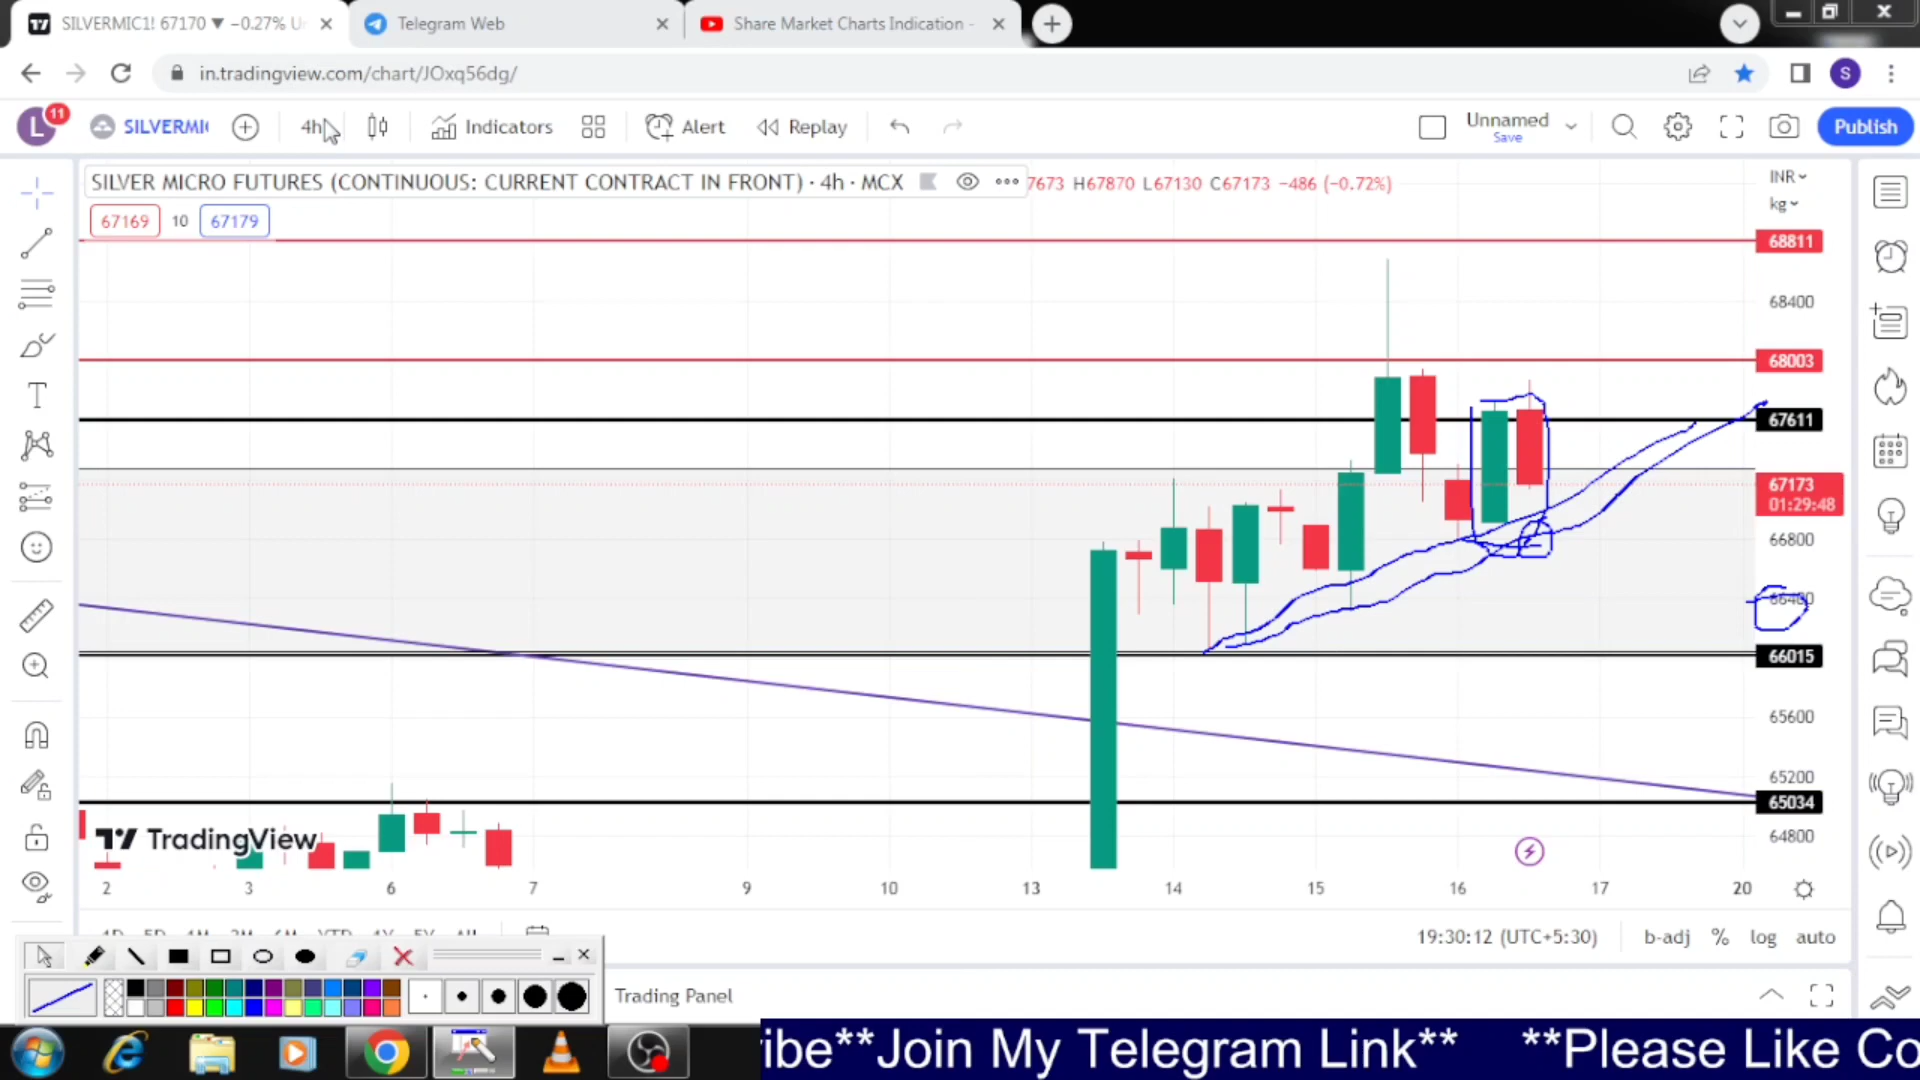 SILVERMIC1! 67170 ▼ −0.27% Un
Telegram Web
Share Market Charts Indication -
in.tradingview.com/chart/JOxq56dg/
S
L
11
SILVERMI
4h
Indicators
Alert
Replay
Unnamed
Save
Publish
SILVER MICRO FUTURES (CONTINUOUS: CURRENT CONTRACT IN FRONT) · 4h · MCX
7673 H67870 L67130 C67173 −486 (−0.72%)
INR
kg
67169 10 67179
68811
68400
68003
67611
67173
01:29:48
66800
66400
66015
65600
65200
65034
64800
TradingView
2 3 6 7 9 10 13 14 15 16 17 20
19:30:12 (UTC+5:30) b-adj % log auto
Trading Panel
ibe**Join My Telegram Link** **Please Like Co